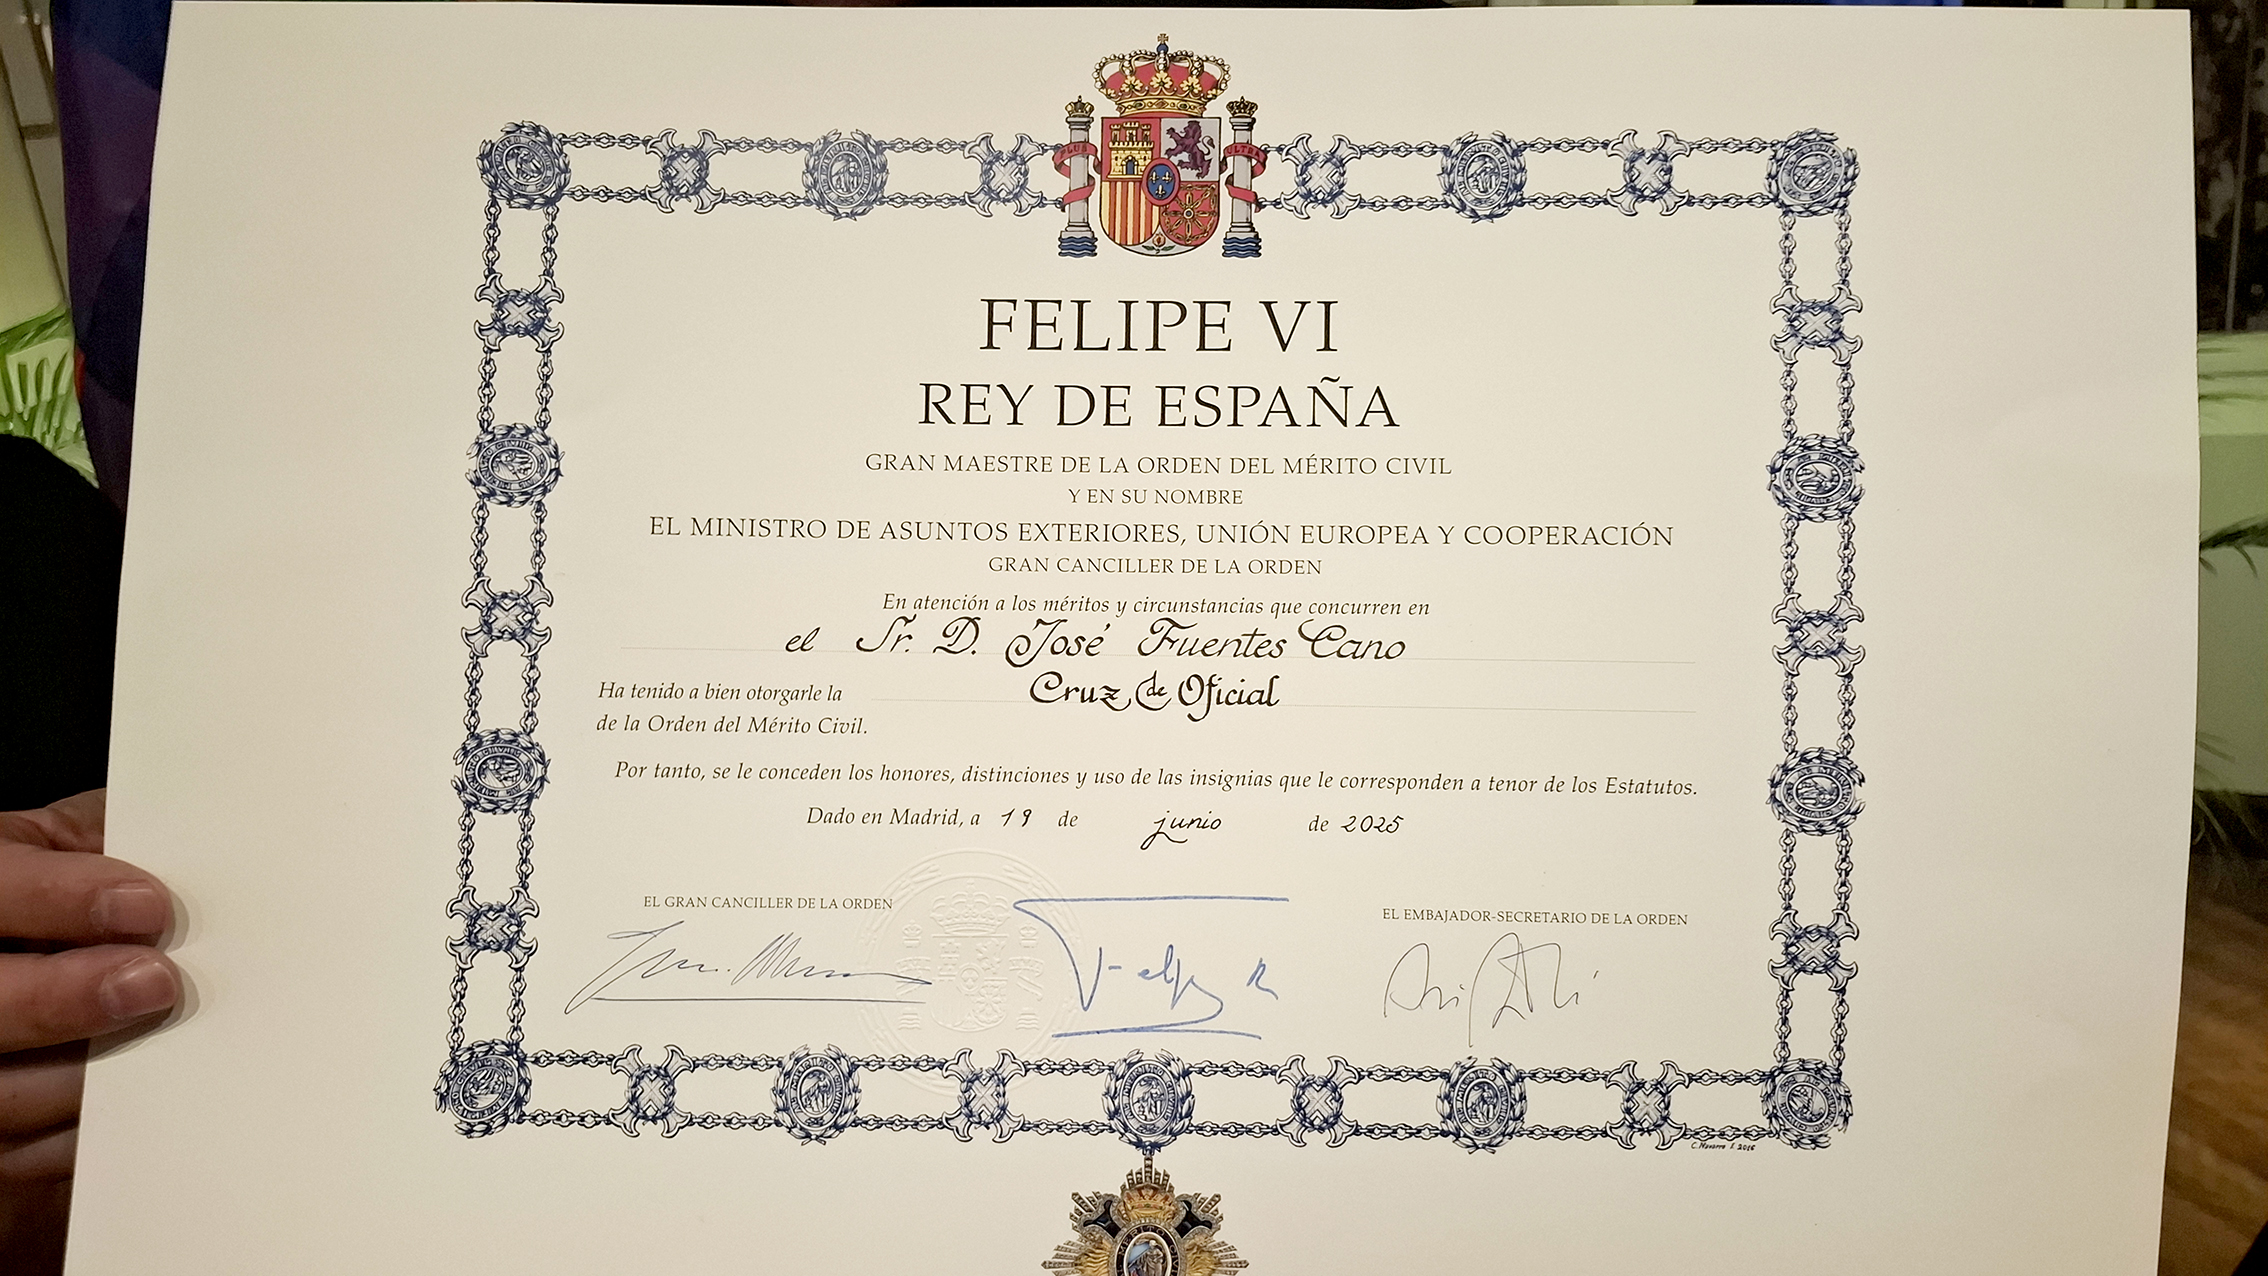 PLUS ULTRA
FELIPE VI
REY DE ESPAÑA
GRAN MAESTRE DE LA ORDEN DEL MÉRITO CIVIL
Y EN SU NOMBRE
EL MINISTRO DE ASUNTOS EXTERIORES, UNIÓN EUROPEA Y COOPERACIÓN
GRAN CANCILLER DE LA ORDEN
En atención a los méritos y circunstancias que concurren en
el Sr. D. José Fuentes Cano
Ha tenido a bien otorgarle la Cruz de Oficial
de la Orden del Mérito Civil.
Por tanto, se le conceden los honores, distinciones y uso de las insignias que le corresponden a tenor de los Estatutos.
Dado en Madrid, a 19 de junio de 2025
EL GRAN CANCILLER DE LA ORDEN
EL EMBAJADOR-SECRETARIO DE LA ORDEN
Felipe R
C. Navarro S. 2016